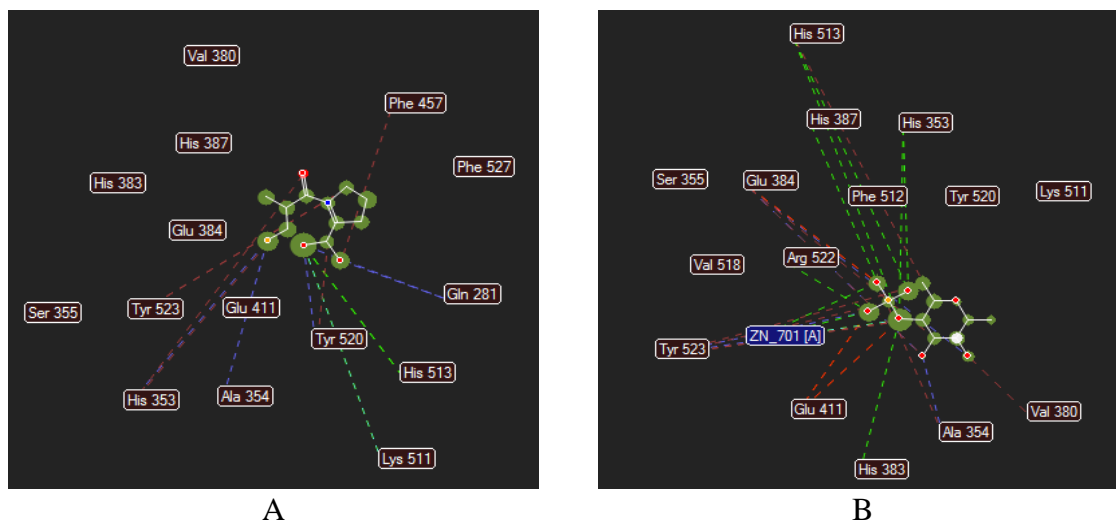 Val 380
Phe 457
His 387
Phe 527
His 383
Glu 384
Gln 281
Ser 355
Tyr 523
Glu 411
Tyr 520
His 513
His 353
Ala 354
Lys 511
A
His 513
His 387
His 353
Ser 355
Glu 384
Phe 512
Tyr 520
Lys 511
Val 518
Arg 522
Tyr 523
ZN_701 [A]
Glu 411
Val 380
Ala 354
His 383
B